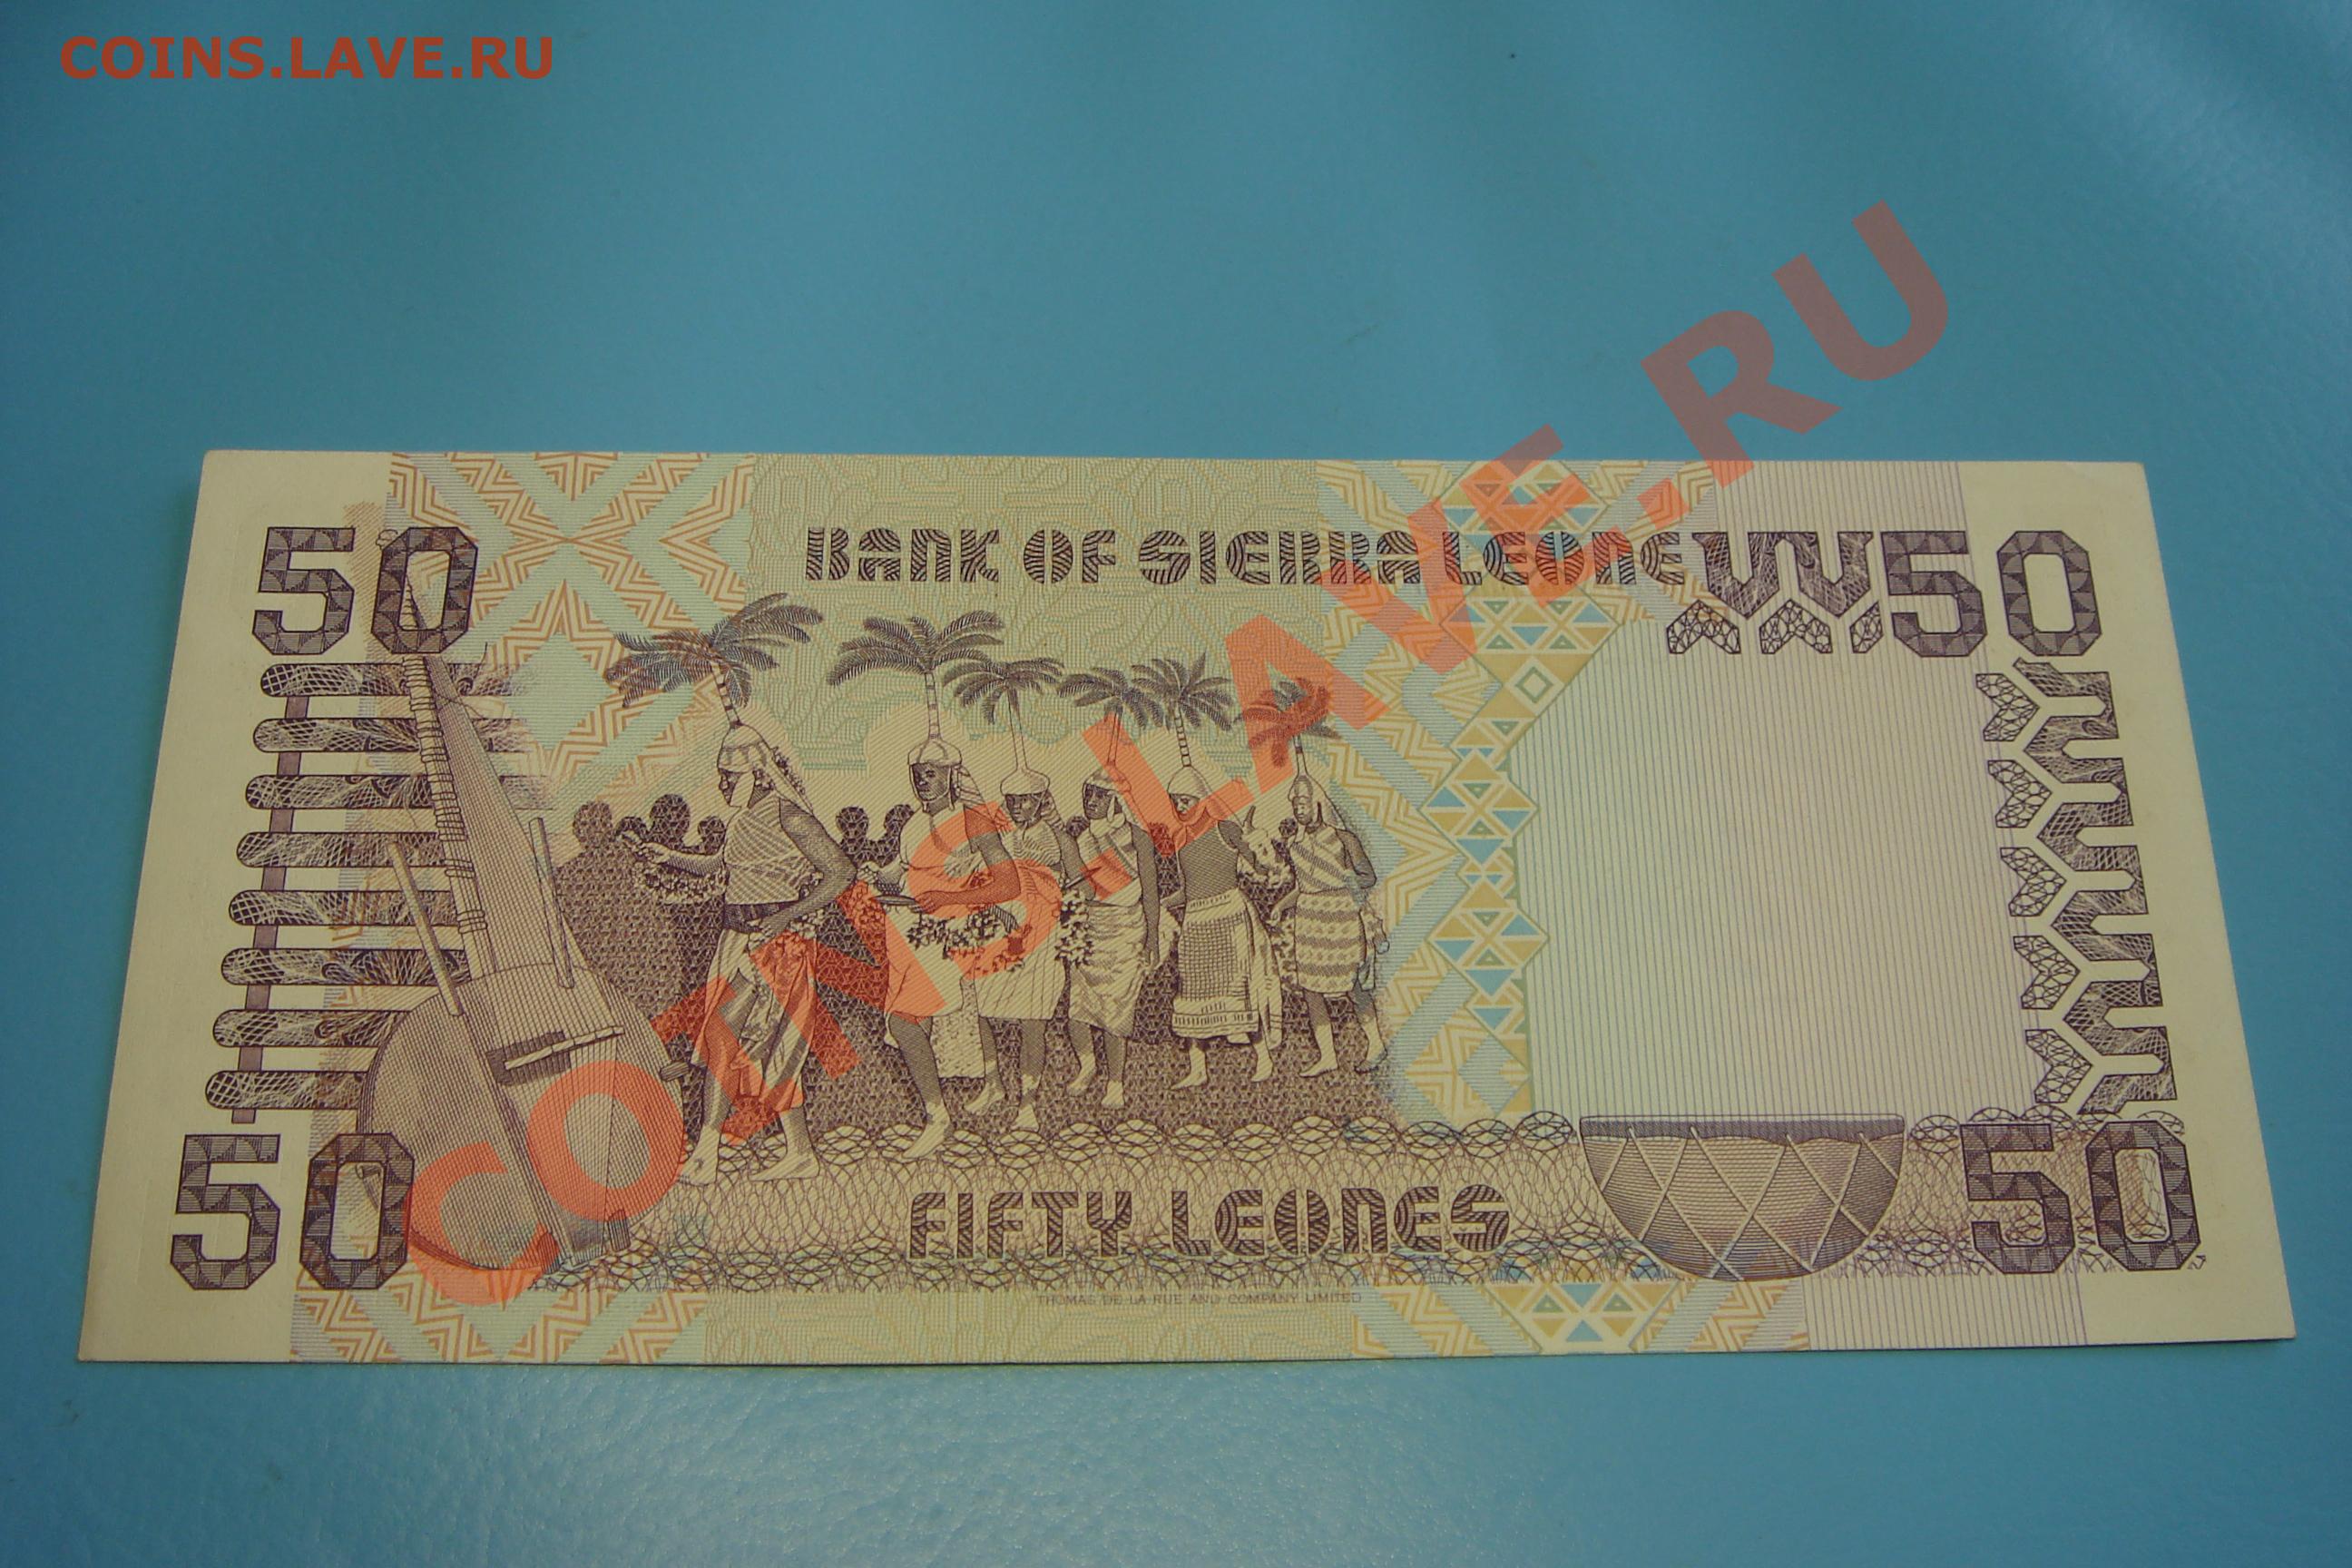 COINS.LAVE.RU
COINS.LAVE.RU
50
BANK OF SIERRA LEONE
50
50
FIFTY LEONES
50
THOMAS DE LA RUE AND COMPANY LIMITED